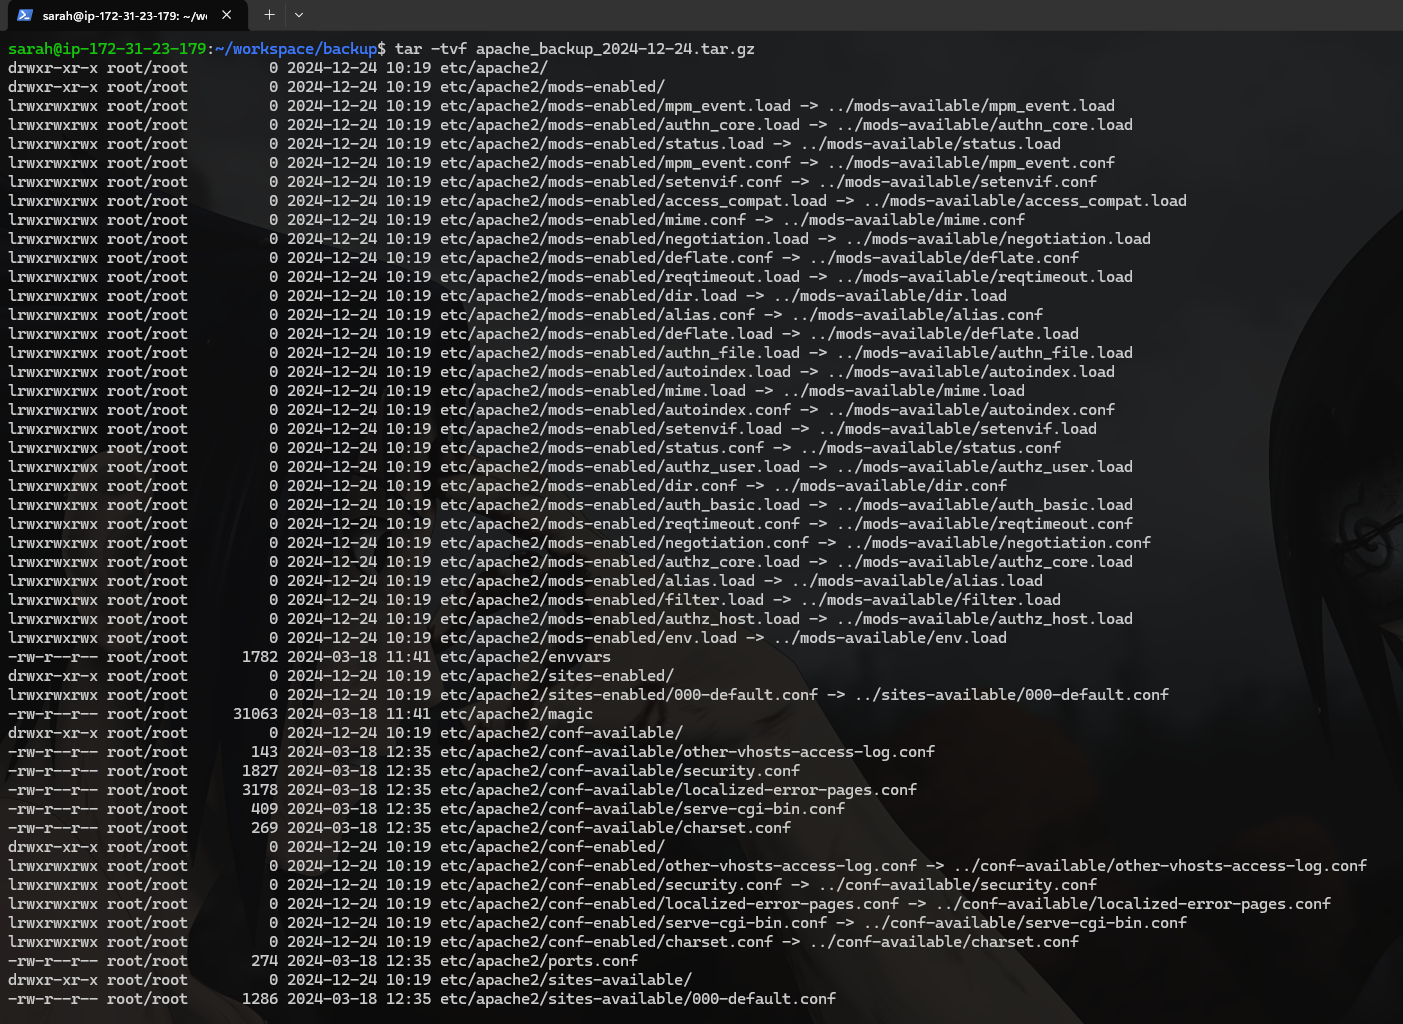 sarah@ip-172-31-23-179: ~/wo
sarah@ip-172-31-23-179:~/workspace/backup$ tar -tvf apache_backup_2024-12-24.tar.gz
drwxr-xr-x root/root         0 2024-12-24 10:19 etc/apache2/
drwxr-xr-x root/root         0 2024-12-24 10:19 etc/apache2/mods-enabled/
lrwxrwxrwx root/root         0 2024-12-24 10:19 etc/apache2/mods-enabled/mpm_event.load -> ../mods-available/mpm_event.load
lrwxrwxrwx root/root         0 2024-12-24 10:19 etc/apache2/mods-enabled/authn_core.load -> ../mods-available/authn_core.load
lrwxrwxrwx root/root         0 2024-12-24 10:19 etc/apache2/mods-enabled/status.load -> ../mods-available/status.load
lrwxrwxrwx root/root         0 2024-12-24 10:19 etc/apache2/mods-enabled/mpm_event.conf -> ../mods-available/mpm_event.conf
lrwxrwxrwx root/root         0 2024-12-24 10:19 etc/apache2/mods-enabled/setenvif.conf -> ../mods-available/setenvif.conf
lrwxrwxrwx root/root         0 2024-12-24 10:19 etc/apache2/mods-enabled/access_compat.load -> ../mods-available/access_compat.load
lrwxrwxrwx root/root         0 2024-12-24 10:19 etc/apache2/mods-enabled/mime.conf -> ../mods-available/mime.conf
lrwxrwxrwx root/root         0 2024-12-24 10:19 etc/apache2/mods-enabled/negotiation.load -> ../mods-available/negotiation.load
lrwxrwxrwx root/root         0 2024-12-24 10:19 etc/apache2/mods-enabled/deflate.conf -> ../mods-available/deflate.conf
lrwxrwxrwx root/root         0 2024-12-24 10:19 etc/apache2/mods-enabled/reqtimeout.load -> ../mods-available/reqtimeout.load
lrwxrwxrwx root/root         0 2024-12-24 10:19 etc/apache2/mods-enabled/dir.load -> ../mods-available/dir.load
lrwxrwxrwx root/root         0 2024-12-24 10:19 etc/apache2/mods-enabled/alias.conf -> ../mods-available/alias.conf
lrwxrwxrwx root/root         0 2024-12-24 10:19 etc/apache2/mods-enabled/deflate.load -> ../mods-available/deflate.load
lrwxrwxrwx root/root         0 2024-12-24 10:19 etc/apache2/mods-enabled/authn_file.load -> ../mods-available/authn_file.load
lrwxrwxrwx root/root         0 2024-12-24 10:19 etc/apache2/mods-enabled/autoindex.load -> ../mods-available/autoindex.load
lrwxrwxrwx root/root         0 2024-12-24 10:19 etc/apache2/mods-enabled/mime.load -> ../mods-available/mime.load
lrwxrwxrwx root/root         0 2024-12-24 10:19 etc/apache2/mods-enabled/autoindex.conf -> ../mods-available/autoindex.conf
lrwxrwxrwx root/root         0 2024-12-24 10:19 etc/apache2/mods-enabled/setenvif.load -> ../mods-available/setenvif.load
lrwxrwxrwx root/root         0 2024-12-24 10:19 etc/apache2/mods-enabled/status.conf -> ../mods-available/status.conf
lrwxrwxrwx root/root         0 2024-12-24 10:19 etc/apache2/mods-enabled/authz_user.load -> ../mods-available/authz_user.load
lrwxrwxrwx root/root         0 2024-12-24 10:19 etc/apache2/mods-enabled/dir.conf -> ../mods-available/dir.conf
lrwxrwxrwx root/root         0 2024-12-24 10:19 etc/apache2/mods-enabled/auth_basic.load -> ../mods-available/auth_basic.load
lrwxrwxrwx root/root         0 2024-12-24 10:19 etc/apache2/mods-enabled/reqtimeout.conf -> ../mods-available/reqtimeout.conf
lrwxrwxrwx root/root         0 2024-12-24 10:19 etc/apache2/mods-enabled/negotiation.conf -> ../mods-available/negotiation.conf
lrwxrwxrwx root/root         0 2024-12-24 10:19 etc/apache2/mods-enabled/authz_core.load -> ../mods-available/authz_core.load
lrwxrwxrwx root/root         0 2024-12-24 10:19 etc/apache2/mods-enabled/alias.load -> ../mods-available/alias.load
lrwxrwxrwx root/root         0 2024-12-24 10:19 etc/apache2/mods-enabled/filter.load -> ../mods-available/filter.load
lrwxrwxrwx root/root         0 2024-12-24 10:19 etc/apache2/mods-enabled/authz_host.load -> ../mods-available/authz_host.load
lrwxrwxrwx root/root         0 2024-12-24 10:19 etc/apache2/mods-enabled/env.load -> ../mods-available/env.load
-rw-r--r-- root/root      1782 2024-03-18 11:41 etc/apache2/envvars
drwxr-xr-x root/root         0 2024-12-24 10:19 etc/apache2/sites-enabled/
lrwxrwxrwx root/root         0 2024-12-24 10:19 etc/apache2/sites-enabled/000-default.conf -> ../sites-available/000-default.conf
-rw-r--r-- root/root     31063 2024-03-18 11:41 etc/apache2/magic
drwxr-xr-x root/root         0 2024-12-24 10:19 etc/apache2/conf-available/
-rw-r--r-- root/root       143 2024-03-18 12:35 etc/apache2/conf-available/other-vhosts-access-log.conf
-rw-r--r-- root/root      1827 2024-03-18 12:35 etc/apache2/conf-available/security.conf
-rw-r--r-- root/root      3178 2024-03-18 12:35 etc/apache2/conf-available/localized-error-pages.conf
-rw-r--r-- root/root       409 2024-03-18 12:35 etc/apache2/conf-available/serve-cgi-bin.conf
-rw-r--r-- root/root       269 2024-03-18 12:35 etc/apache2/conf-available/charset.conf
drwxr-xr-x root/root         0 2024-12-24 10:19 etc/apache2/conf-enabled/
lrwxrwxrwx root/root         0 2024-12-24 10:19 etc/apache2/conf-enabled/other-vhosts-access-log.conf -> ../conf-available/other-vhosts-access-log.conf
lrwxrwxrwx root/root         0 2024-12-24 10:19 etc/apache2/conf-enabled/security.conf -> ../conf-available/security.conf
lrwxrwxrwx root/root         0 2024-12-24 10:19 etc/apache2/conf-enabled/localized-error-pages.conf -> ../conf-available/localized-error-pages.conf
lrwxrwxrwx root/root         0 2024-12-24 10:19 etc/apache2/conf-enabled/serve-cgi-bin.conf -> ../conf-available/serve-cgi-bin.conf
lrwxrwxrwx root/root         0 2024-12-24 10:19 etc/apache2/conf-enabled/charset.conf -> ../conf-available/charset.conf
-rw-r--r-- root/root       274 2024-03-18 12:35 etc/apache2/ports.conf
drwxr-xr-x root/root         0 2024-12-24 10:19 etc/apache2/sites-available/
-rw-r--r-- root/root      1286 2024-03-18 12:35 etc/apache2/sites-available/000-default.conf